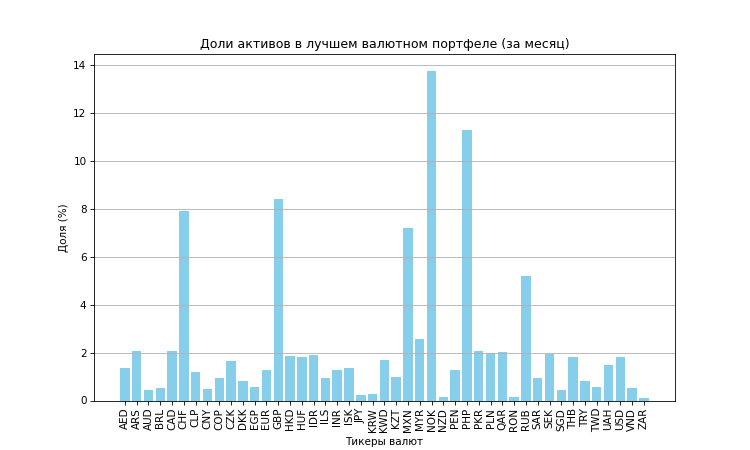 Доли активов в лучшем валютном портфеле (за месяц)
Доля (%)
14
12
10
8
6
4
2
0
AED ARS AUD BRL CAD CHF CLP CNY COP CZK DKK EGP EUR GBP HKD HUF IDR ILS INR ISK JPY KRW KWD KZT MXN MYR NOK NZD PEN PHP PKR PLN QAR RON RUB SAR SEK SGD THB TRY TWD UAH USD VND ZAR
Тикеры валют